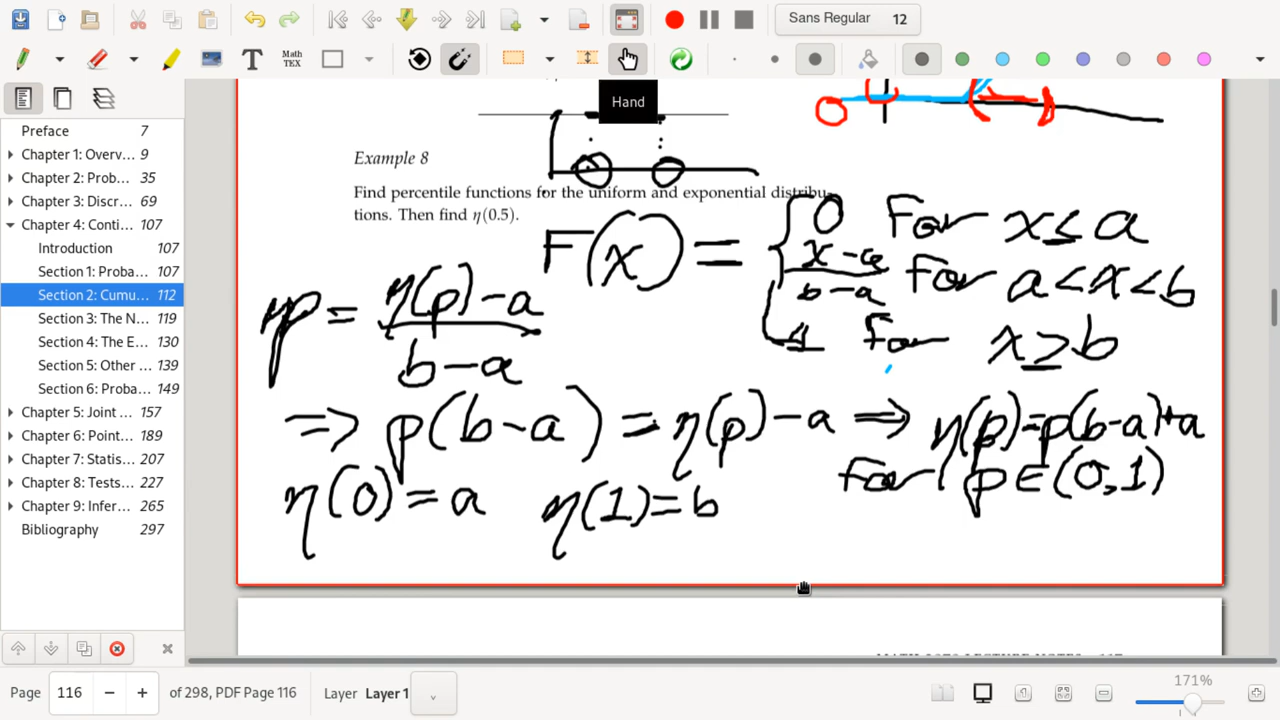 Sans Regular 12
Math
TEX
Hand
Preface 7
Chapter 1: Overv... 9
Chapter 2: Prob... 35
Chapter 3: Discr... 69
Chapter 4: Conti... 107
Introduction 107
Section 1: Proba... 107
Section 2: Cumu... 112
Section 3: The N... 119
Section 4: The E... 130
Section 5: Other ... 139
Section 6: Proba... 149
Chapter 5: Joint ... 157
Chapter 6: Point... 189
Chapter 7: Statis... 207
Chapter 8: Tests... 227
Chapter 9: Infer... 265
Bibliography 297
Example 8
Find percentile functions for the uniform and exponential distribu-
tions. Then find η(0.5).
F(x) = { 0 for x ≤ a
x-a / b-a for a < x < b
1 for x ≥ b
p = η(p) - a / b - a
⇒ p(b-a) = η(p) - a ⇒ η(p) = p(b-a) + a
for p ∈ (0,1)
η(0) = a η(1) = b
Page 116 of 298, PDF Page 116 Layer Layer 1 171%